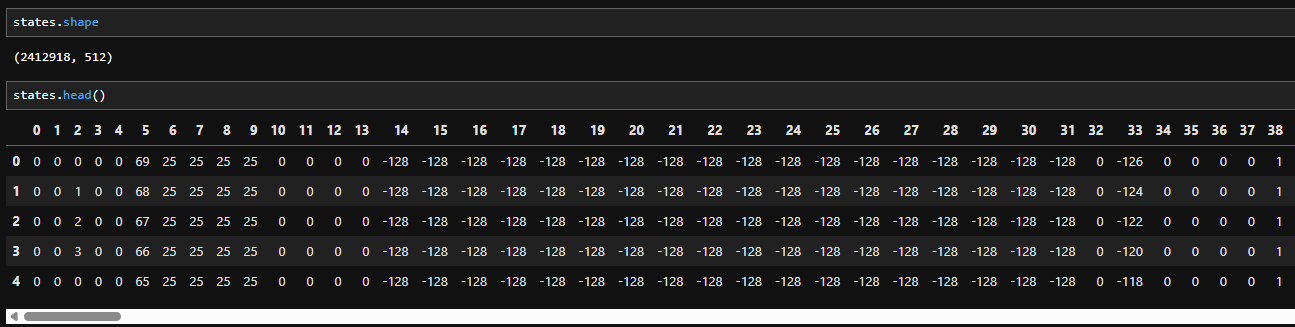 states.shape
(2412918, 512)
states.head()
0 1 2 3 4 5 6 7 8 9 10 11 12 13 14 15 16 17 18 19 20 21 22 23 24 25 26 27 28 29 30 31 32 33 34 35 36 37 38
0 0 0 0 0 0 69 25 25 25 25 0 0 0 0 -128 -128 -128 -128 -128 -128 -128 -128 -128 -128 -128 -128 -128 -128 -128 -128 -128 -128 0 -126 0 0 0 0 1
1 0 0 1 0 0 68 25 25 25 25 0 0 0 0 -128 -128 -128 -128 -128 -128 -128 -128 -128 -128 -128 -128 -128 -128 -128 -128 -128 -128 0 -124 0 0 0 0 1
2 0 0 2 0 0 67 25 25 25 25 0 0 0 0 -128 -128 -128 -128 -128 -128 -128 -128 -128 -128 -128 -128 -128 -128 -128 -128 -128 -128 0 -122 0 0 0 0 1
3 0 0 3 0 0 66 25 25 25 25 0 0 0 0 -128 -128 -128 -128 -128 -128 -128 -128 -128 -128 -128 -128 -128 -128 -128 -128 -128 -128 0 -120 0 0 0 0 1
4 0 0 0 0 0 65 25 25 25 25 0 0 0 0 -128 -128 -128 -128 -128 -128 -128 -128 -128 -128 -128 -128 -128 -128 -128 -128 -128 -128 0 -118 0 0 0 0 1